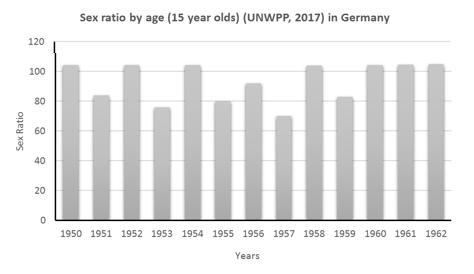 Sex ratio by age (15 year olds) (UNWPP, 2017) in Germany
120
100
80
60
40
20
0
Sex Ratio
1950 1951 1952 1953 1954 1955 1956 1957 1958 1959 1960 1961 1962
Years